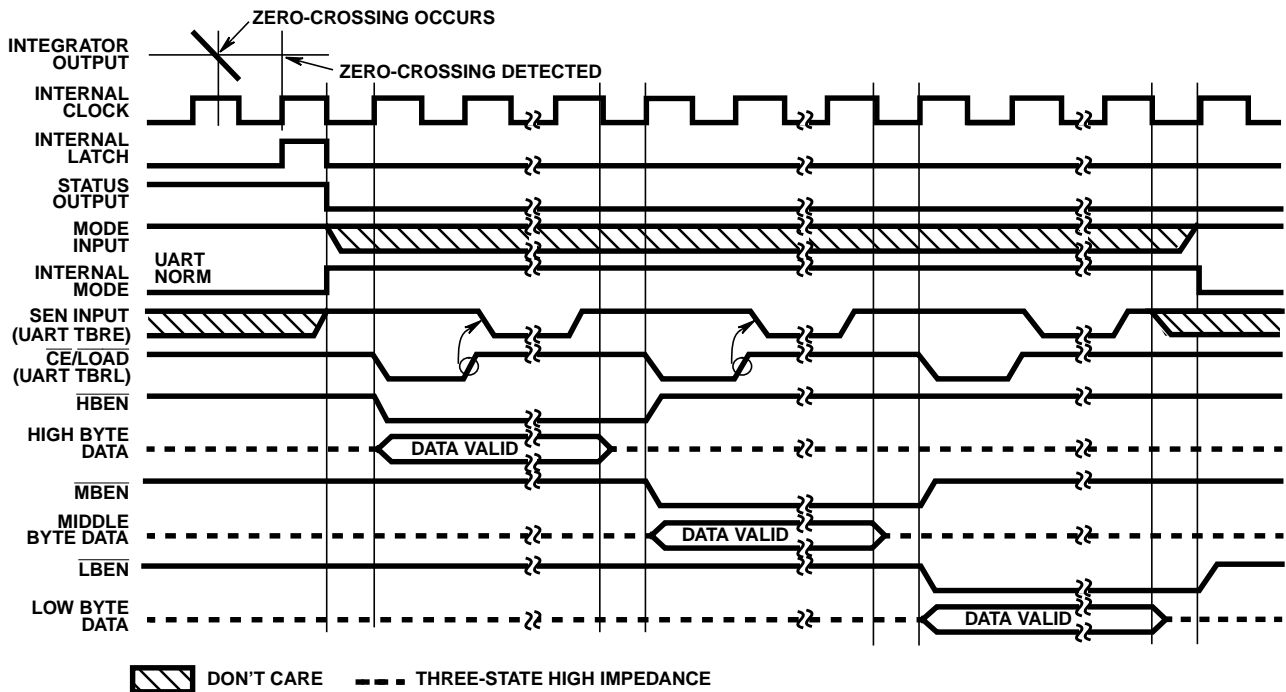 ZERO-CROSSING OCCURS
INTEGRATOR
OUTPUT
ZERO-CROSSING DETECTED
INTERNAL
CLOCK
INTERNAL
LATCH
STATUS
OUTPUT
MODE
INPUT
UART
NORM
INTERNAL
MODE
SEN INPUT
(UART TBRE)
CE/LOAD
(UART TBRL)
HBEN
HIGH BYTE
DATA
DATA VALID
MBEN
MIDDLE
BYTE DATA
DATA VALID
LBEN
LOW BYTE
DATA
DATA VALID
DON'T CARE
THREE-STATE HIGH IMPEDANCE